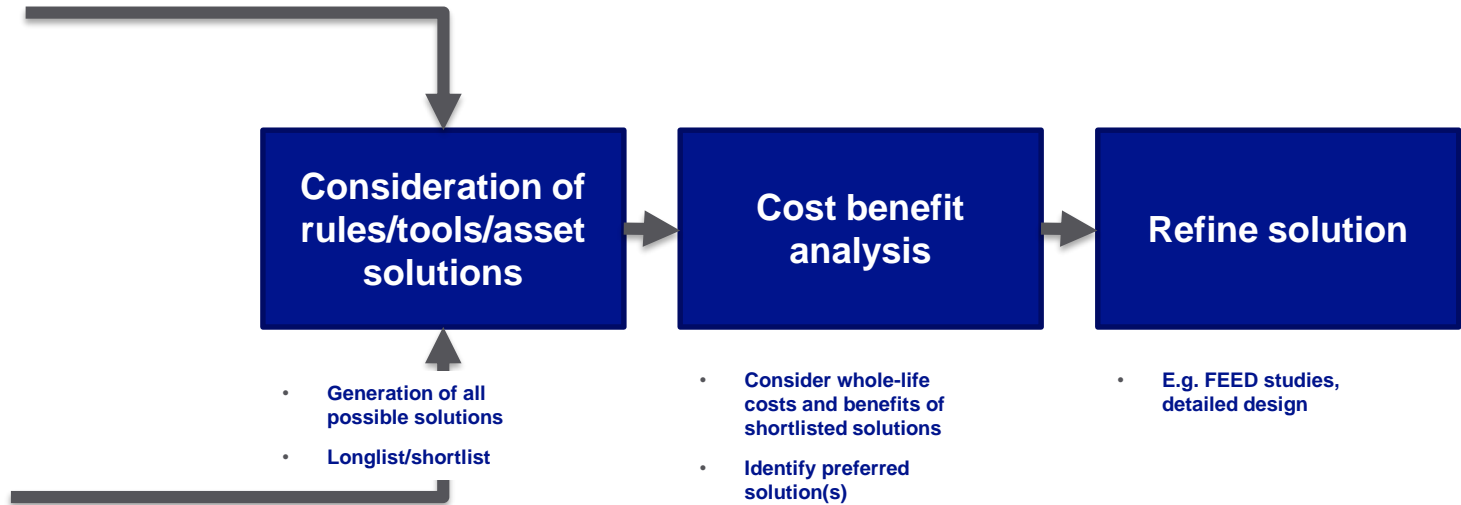 Consideration of
rules/tools/asset
solutions
Cost benefit
analysis
Refine solution
• Generation of all
possible solutions
• Longlist/shortlist
• Consider whole-life
costs and benefits of
shortlisted solutions
• Identify preferred
solution(s)
• E.g. FEED studies,
detailed design